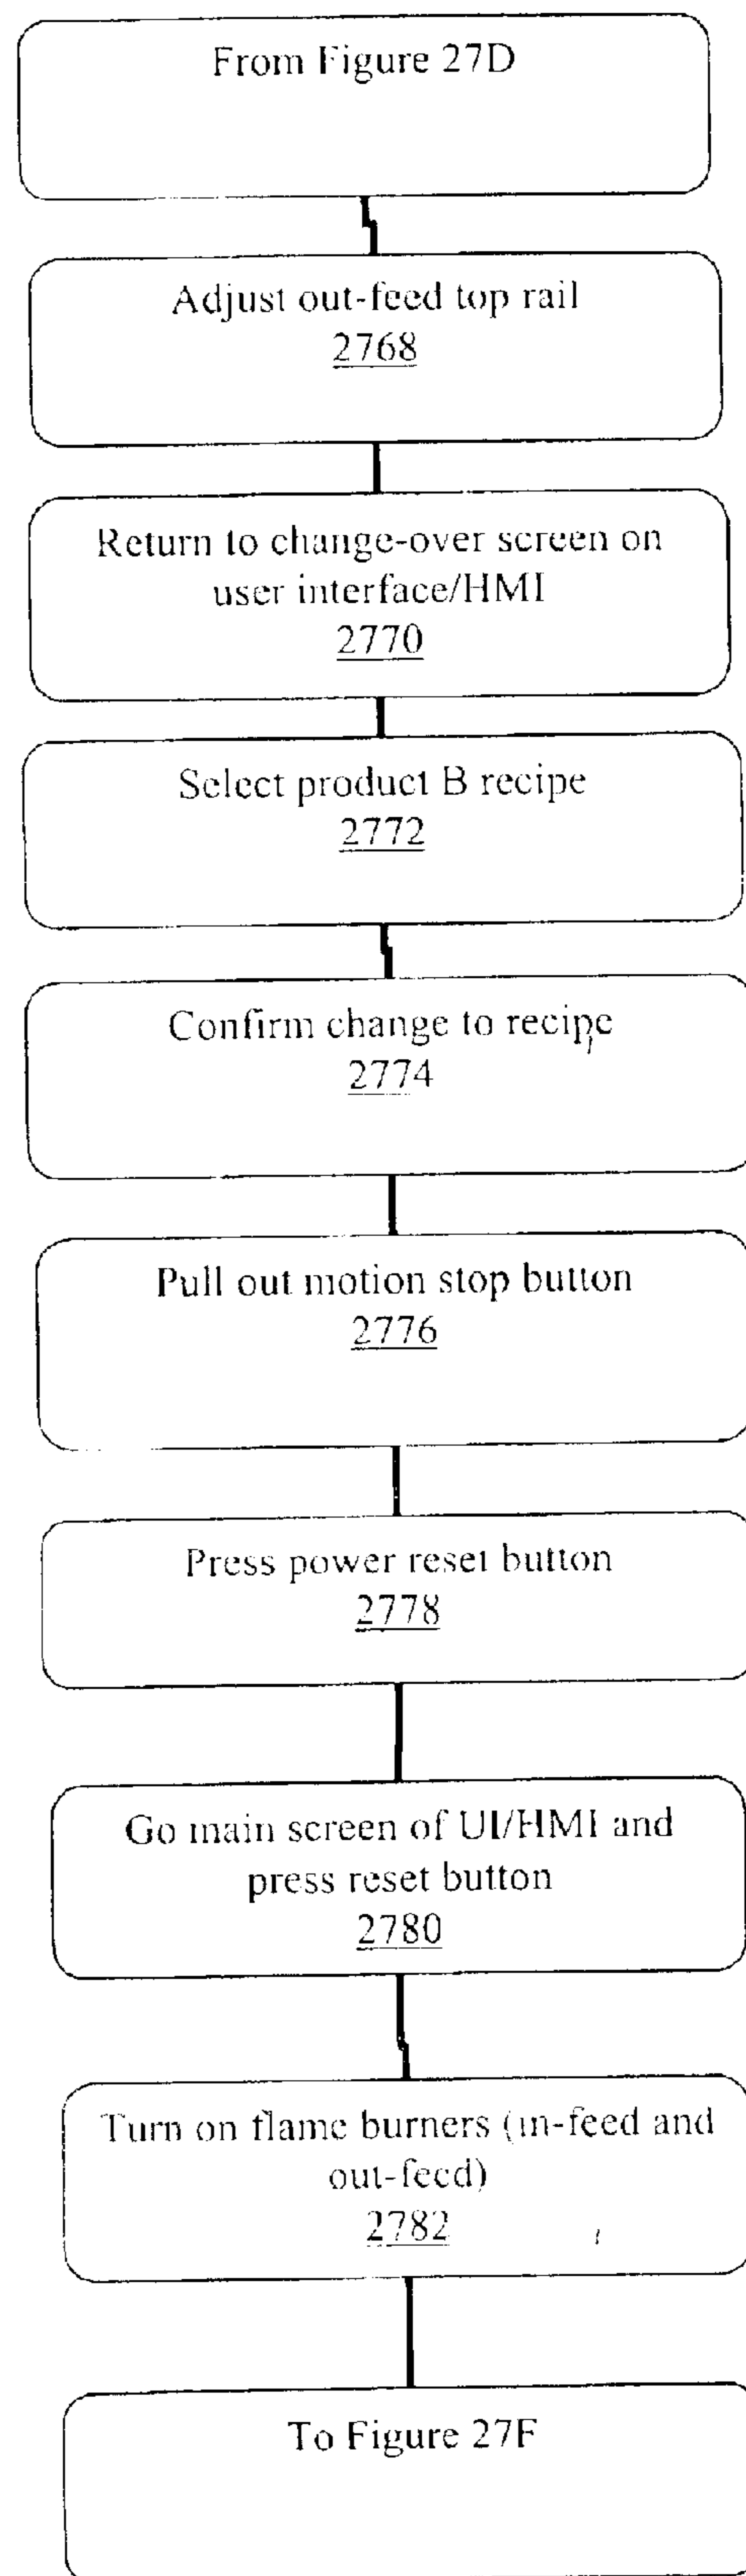 From Figure 27D
Adjust out-feed top rail
2768
Return to change-over screen on
user interface/HMI
2770
Select product B recipe
2772
Confirm change to recipe
2774
Pull out motion stop button
2776
Press power reset button
2778
Go main screen of UI/HMI and
press reset button
2780
Turn on flame burners (in-feed and
out-feed)
2782
To Figure 27F